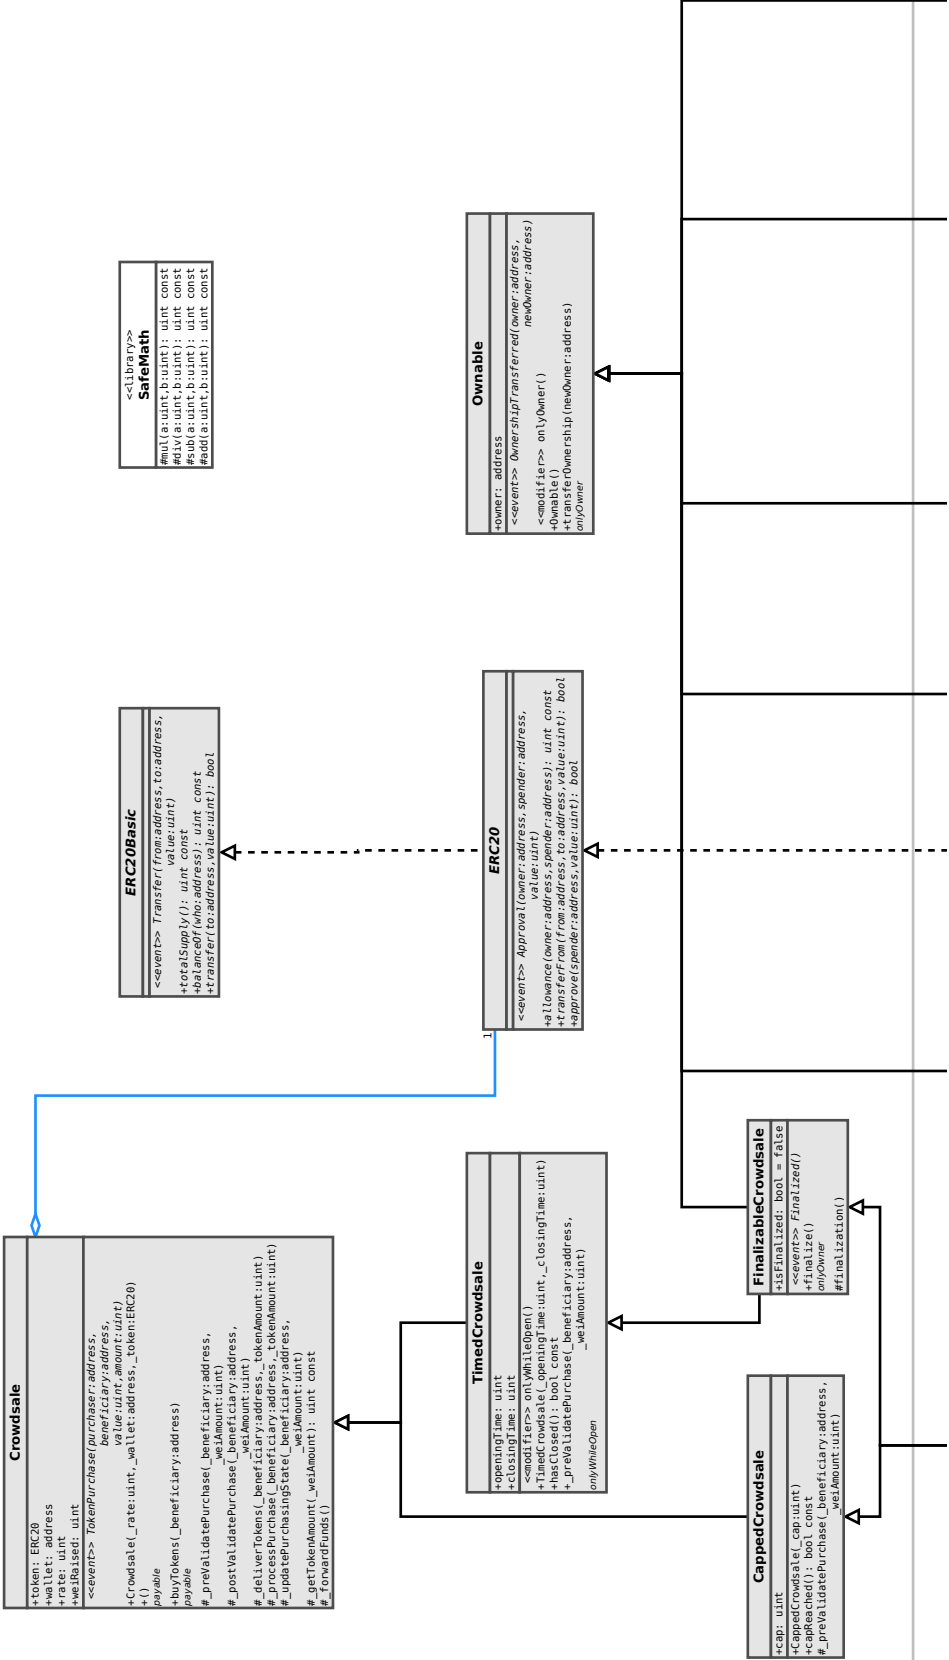 Crowdsale
+token: ERC20
+wallet: address
+rate: uint
+weiRaised: uint
<<event>> TokenPurchase(purchaser:address,
beneficiary:address,
value:uint,amount:uint)
+Crowdsale(_rate:uint,_wallet:address,_token:ERC20)
+()
payable
+buyTokens(_beneficiary:address)
payable
#_preValidatePurchase(_beneficiary:address,
_weiAmount:uint)
#_postValidatePurchase(_beneficiary:address,
_weiAmount:uint)
#_deliverTokens(_beneficiary:address,_tokenAmount:uint)
#_processPurchase(_beneficiary:address,_tokenAmount:uint)
#_updatePurchasingState(_beneficiary:address,
_weiAmount:uint)
#_getTokenAmount(_weiAmount): uint const
#_forwardFunds()
ERC20Basic
<<event>> Transfer(from:address,to:address,
value:uint)
+totalSupply(): uint const
+balanceOf(who:address): uint const
+transfer(to:address,value:uint): bool
<<library>>
SafeMath
#mul(a:uint,b:uint): uint const
#div(a:uint,b:uint): uint const
#sub(a:uint,b:uint): uint const
#add(a:uint,b:uint): uint const
TimedCrowdsale
+openingTime: uint
+closingTime: uint
<<modifier>> onlyWhileOpen()
+TimedCrowdsale(_openingTime:uint,_closingTime:uint)
+hasClosed(): bool const
+_preValidatePurchase(_beneficiary:address,
_weiAmount:uint)
onlyWhileOpen
1
ERC20
<<event>> Approval(owner:address,spender:address,
value:uint)
+allowance(owner:address,spender:address): uint const
+transferFrom(from:address,to:address,value:uint): bool
+approve(spender:address,value:uint): bool
Ownable
+owner: address
<<event>> OwnershipTransferred(owner:address,
newOwner:address)
<<modifier>> onlyOwner()
+Ownable()
+transferOwnership(newOwner:address)
onlyOwner
CappedCrowdsale
+cap: uint
+CappedCrowdsale(_cap:uint)
+capReached(): bool const
#_preValidatePurchase(_beneficiary:address,
_weiAmount:uint)
FinalizableCrowdsale
+isFinalized: bool = false
<<event>> Finalized()
+finalize()
onlyOwner
#finalization()